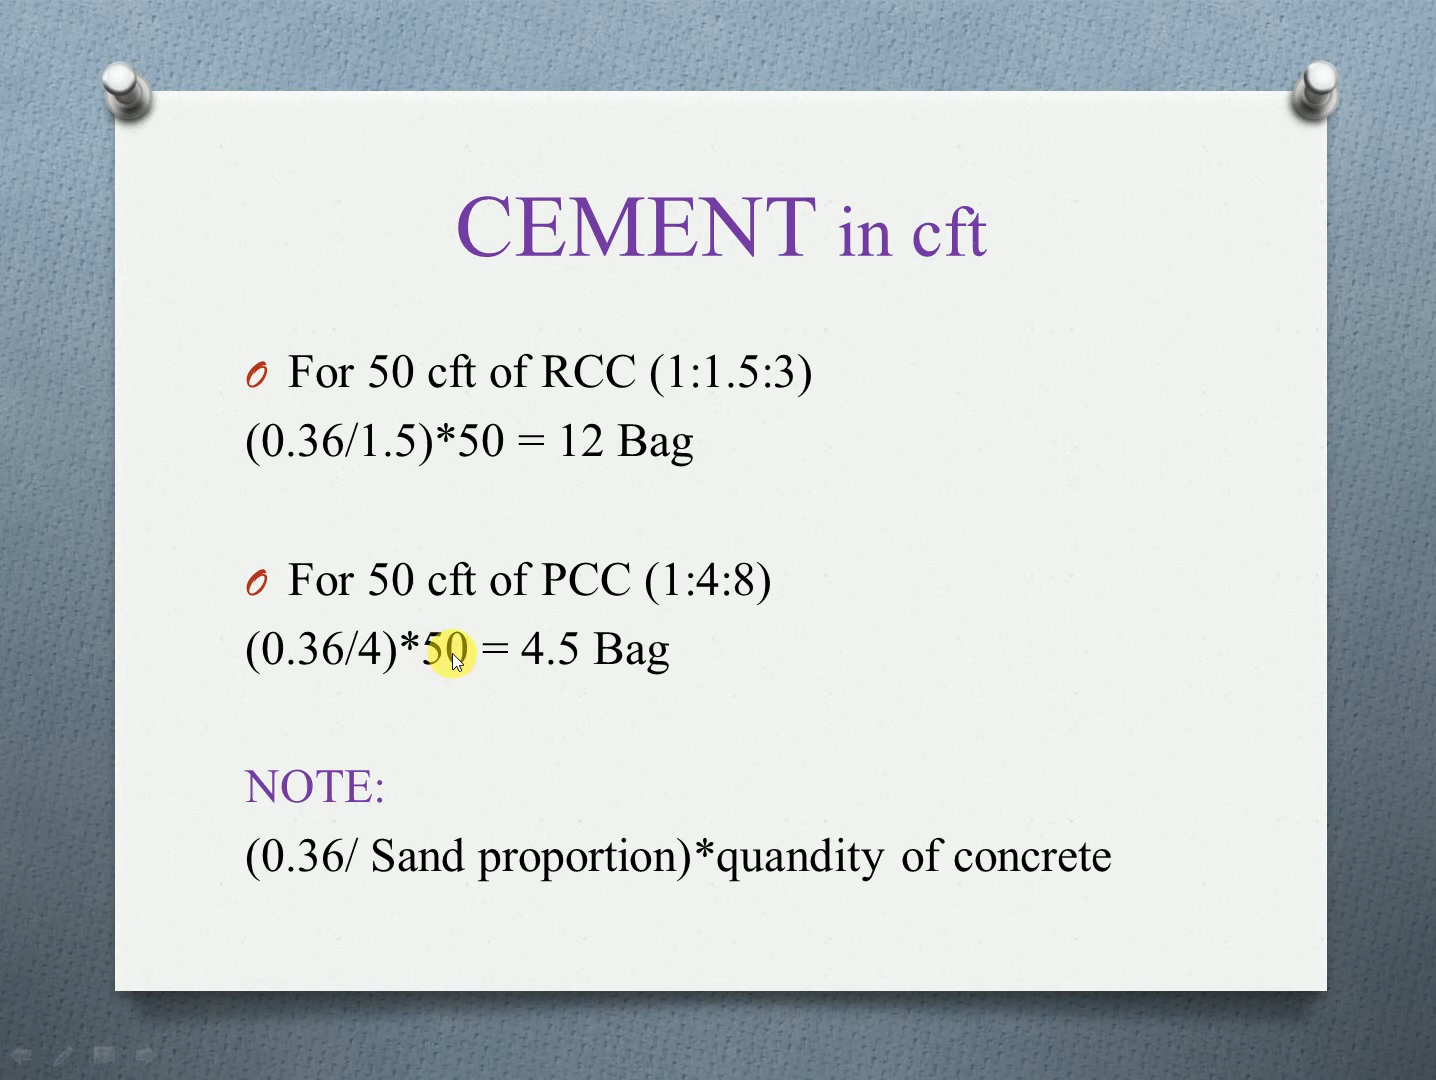 CEMENT in cft
For 50 cft of RCC (1:1.5:3)
(0.36/1.5)*50 = 12 Bag
For 50 cft of PCC (1:4:8)
(0.36/4)*50 = 4.5 Bag
NOTE:
(0.36/ Sand proportion)*quandity of concrete